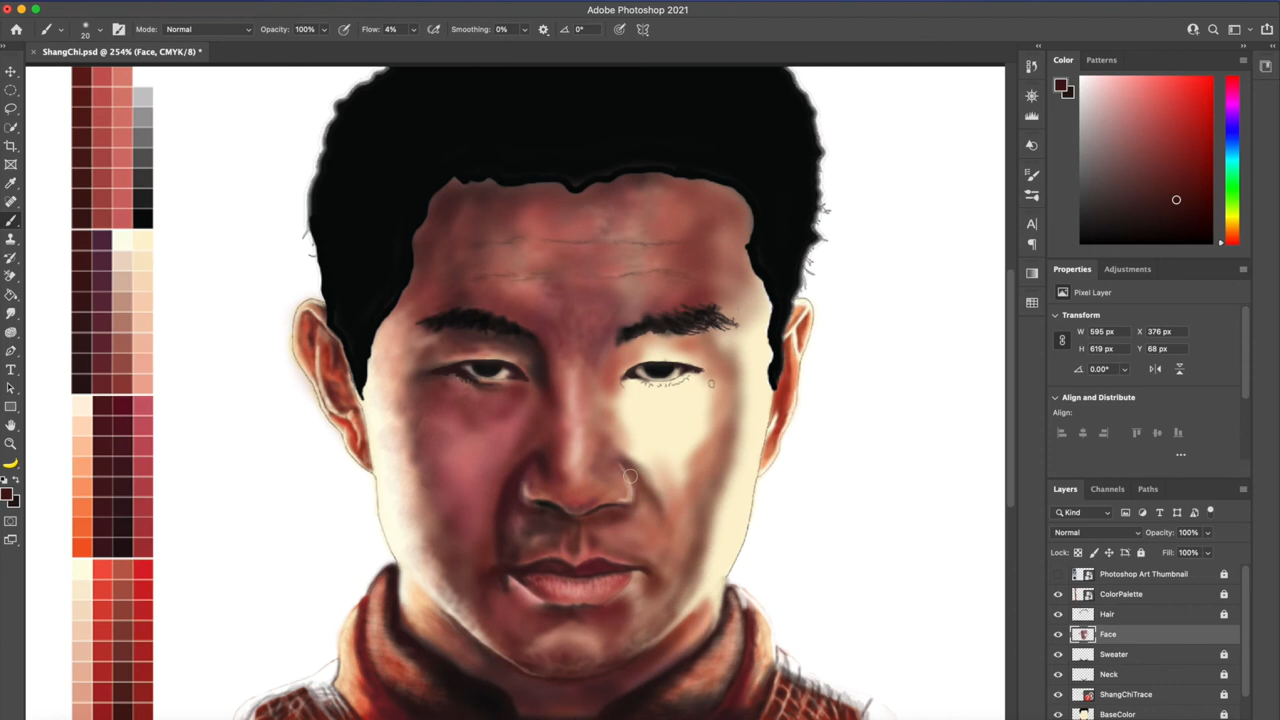 Adobe Photoshop 2021
20 Mode: Normal Opacity: 100% Flow: 4% Smoothing: 0% 0°
ShangChi.psd @ 254% (Face, CMYK/8) *
Color Patterns
Properties Adjustments
Pixel Layer
Transform
W 595 px X 376 px
H 619 px Y 68 px
0.00°
Align and Distribute
Align:
Layers Channels Paths
Kind
Normal Opacity: 100%
Lock: Fill: 100%
Photoshop Art Thumbnail
ColorPalette
Hair
Face
Sweater
Neck
ShangChiTrace
BaseColor